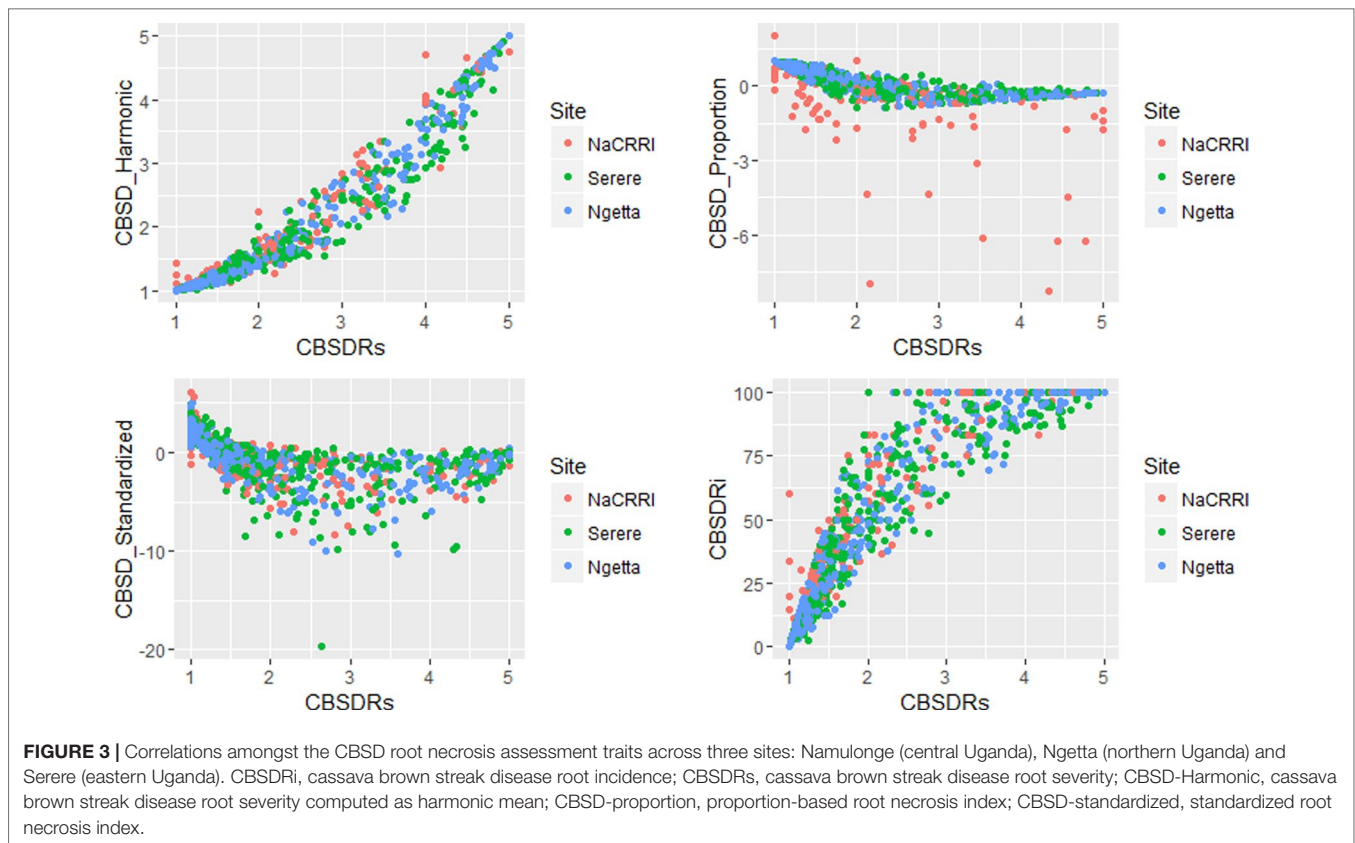 CBSD_Harmonic
5
4
3
2
1
1 2 3 4 5
CBSDRs
Site
NaCRRI
Serere
Ngetta
CBSD_Proportion
0
-3
-6
1 2 3 4 5
CBSDRs
Site
NaCRRI
Serere
Ngetta
CBSD_Standardized
0
-10
-20
1 2 3 4 5
CBSDRs
Site
NaCRRI
Serere
Ngetta
CBSDRi
100
75
50
25
0
1 2 3 4 5
CBSDRs
Site
NaCRRI
Serere
Ngetta
FIGURE 3 | Correlations amongst the CBSD root necrosis assessment traits across three sites: Namulonge (central Uganda), Ngetta (northern Uganda) and
Serere (eastern Uganda). CBSDRi, cassava brown streak disease root incidence; CBSDRs, cassava brown streak disease root severity; CBSD-Harmonic, cassava
brown streak disease root severity computed as harmonic mean; CBSD-proportion, proportion-based root necrosis index; CBSD-standardized, standardized root
necrosis index.